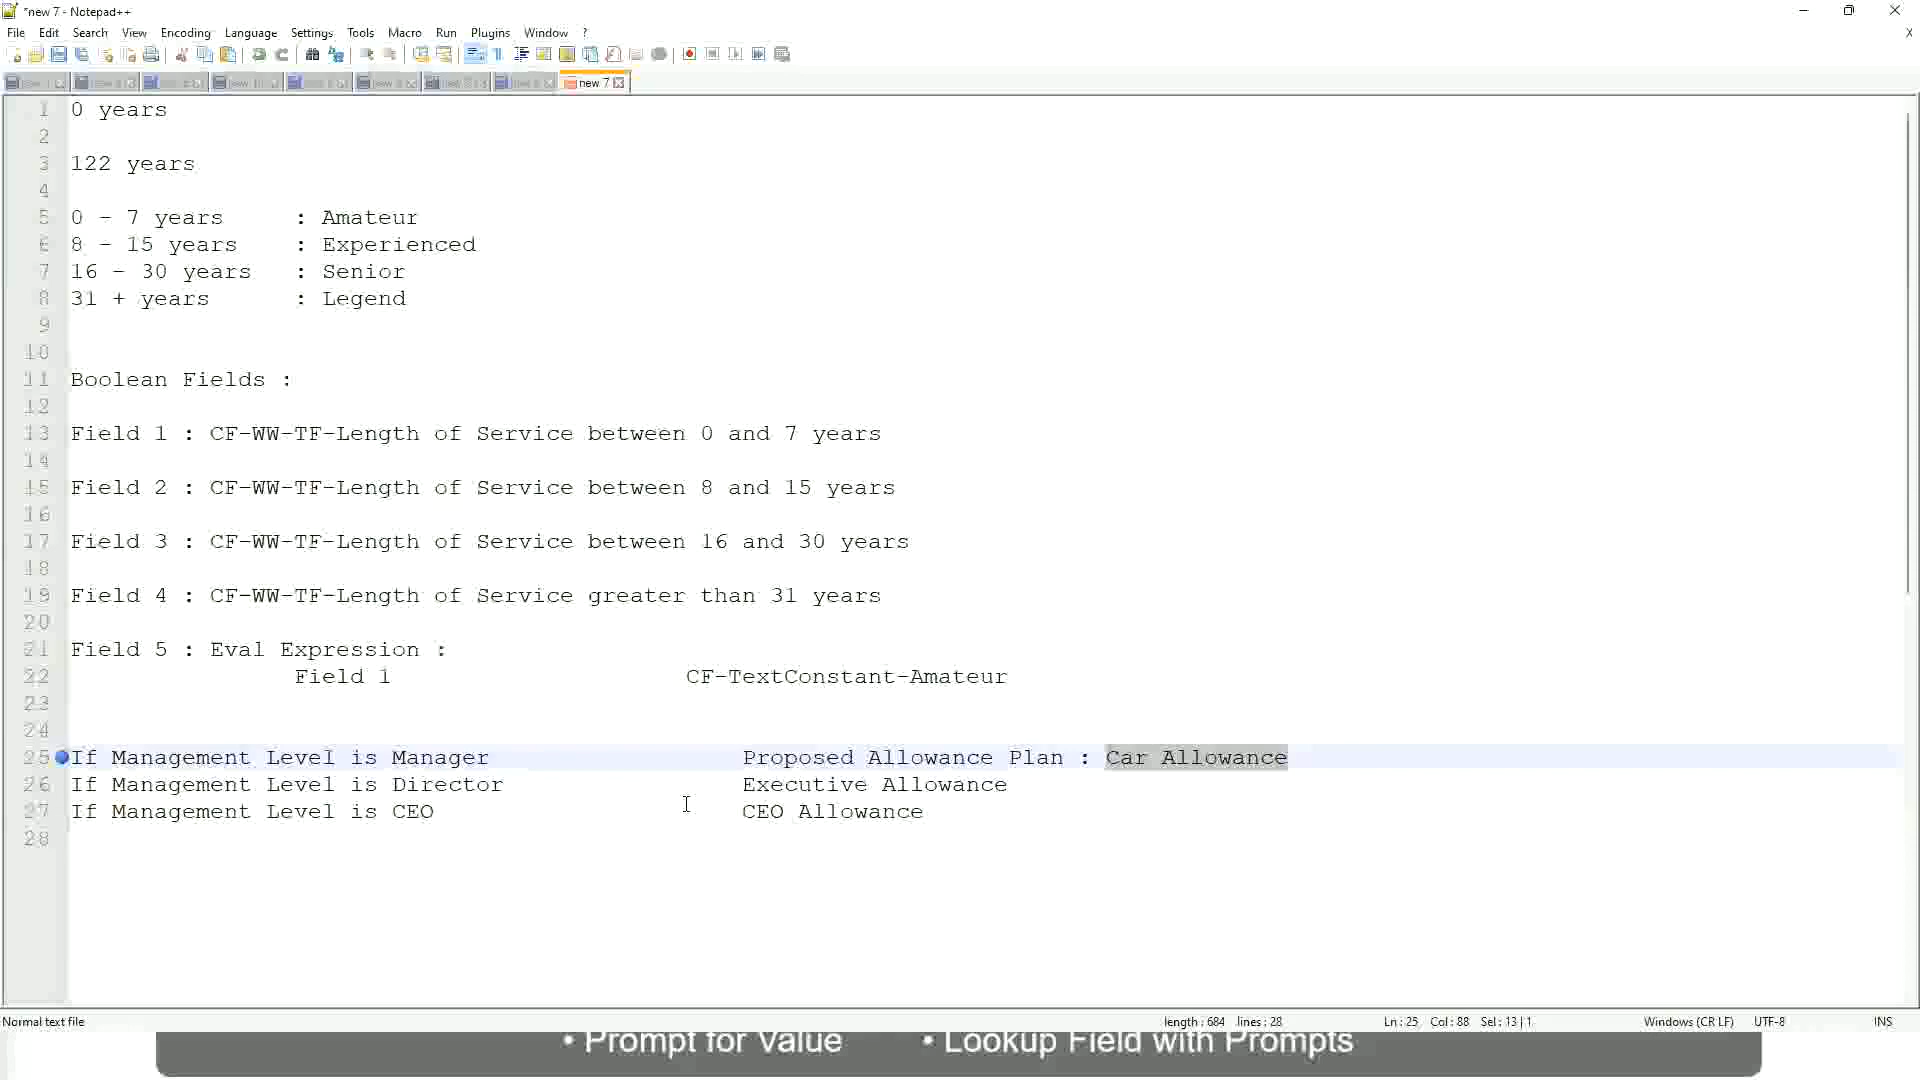 *new 7 - Notepad++
File Edit Search View Encoding Language Settings Tools Macro Run Plugins Window ?
new 7
1 0 years
2
3 122 years
4
5 0 - 7 years : Amateur
6 8 - 15 years : Experienced
7 16 - 30 years : Senior
8 31 + years : Legend
9
10
11 Boolean Fields :
12
13 Field 1 : CF-WW-TF-Length of Service between 0 and 7 years
14
15 Field 2 : CF-WW-TF-Length of Service between 8 and 15 years
16
17 Field 3 : CF-WW-TF-Length of Service between 16 and 30 years
18
19 Field 4 : CF-WW-TF-Length of Service greater than 31 years
20
21 Field 5 : Eval Expression :
22 Field 1 CF-TextConstant-Amateur
23
24
25 If Management Level is Manager Proposed Allowance Plan : Car Allowance
26 If Management Level is Director Executive Allowance
27 If Management Level is CEO CEO Allowance
28
Normal text file length : 684 lines : 28 Ln : 25 Col : 88 Sel : 13 | 1 Windows (CR LF) UTF-8 INS
• Prompt for Value • Lookup Field with Prompts